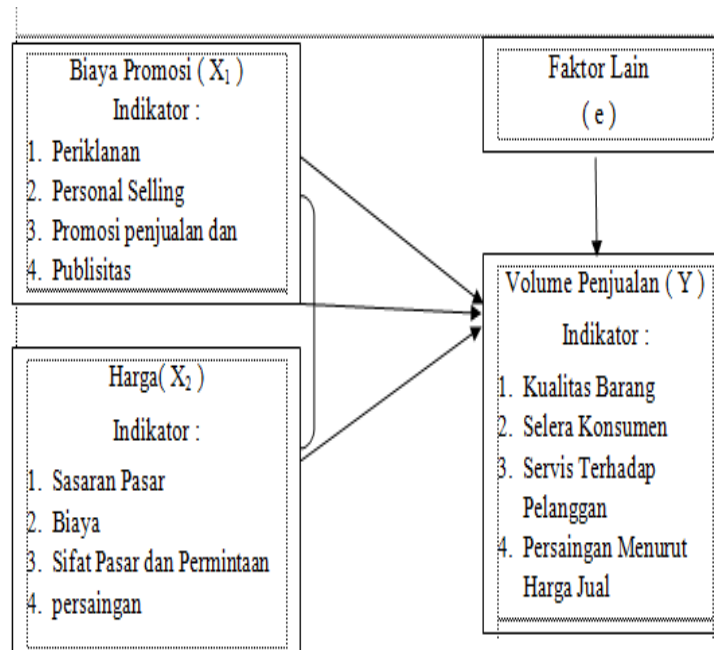 Biaya Promosi ( X₁ )
Indikator :
1. Periklanan
2. Personal Selling
3. Promosi penjualan dan
4. Publisitas
Harga( X₂ )
Indikator :
1. Sasaran Pasar
2. Biaya
3. Sifat Pasar dan Permintaan
4. persaingan
Faktor Lain
( e )
Volume Penjualan ( Y )
Indikator :
1. Kualitas Barang
2. Selera Konsumen
3. Servis Terhadap
Pelanggan
4. Persaingan Menurut
Harga Jual